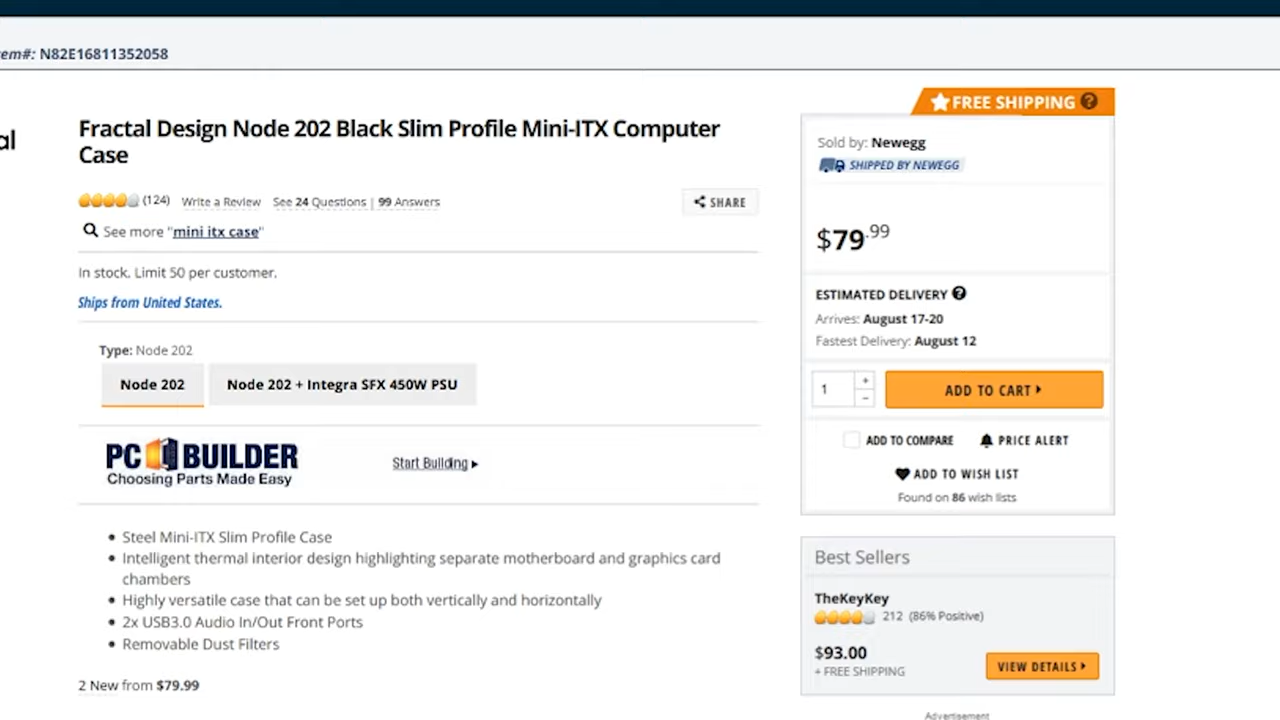 em#: N82E16811352058
al
Fractal Design Node 202 Black Slim Profile Mini-ITX Computer
Case
(124) Write a Review See 24 Questions | 99 Answers
SHARE
See more "mini itx case"
In stock. Limit 50 per customer.
Ships from United States.
Type: Node 202
Node 202
Node 202 + Integra SFX 450W PSU
PC BUILDER
Choosing Parts Made Easy
Start Building
Steel Mini-ITX Slim Profile Case
Intelligent thermal interior design highlighting separate motherboard and graphics card
chambers
Highly versatile case that can be set up both vertically and horizontally
2x USB3.0 Audio In/Out Front Ports
Removable Dust Filters
2 New from $79.99
FREE SHIPPING ?
Sold by: Newegg
SHIPPED BY NEWEGG
$79.99
ESTIMATED DELIVERY ?
Arrives: August 17-20
Fastest Delivery: August 12
1 + −
ADD TO CART
ADD TO COMPARE
PRICE ALERT
ADD TO WISH LIST
Found on 86 wish lists
Best Sellers
TheKeyKey
212 (86% Positive)
$93.00
+ FREE SHIPPING
VIEW DETAILS
Advertisement